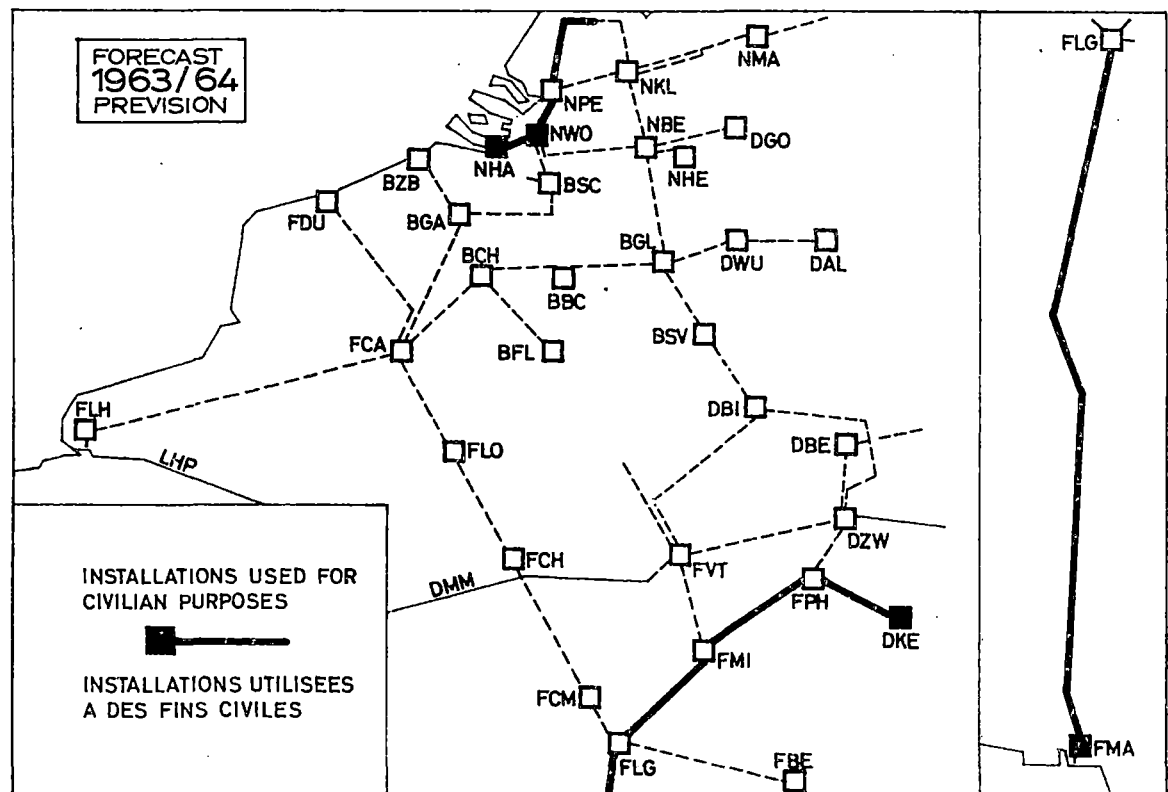 FORECAST
1963/64
PREVISION
NMA
FLG
NKL
NPE
NWO
NBE
DGO
NHA
NHE
BZB
BSC
FDU
BGA
BGL
BCH
DWU
DAL
BBC
BSV
FCA
BFL
FLH
DBI
DBE
FLO
LHP
DZW
FCH
FVT
DMM
FPH
INSTALLATIONS USED FOR
CIVILIAN PURPOSES
DKE
FMI
INSTALLATIONS UTILISEES
A DES FINS CIVILES
FCM
FMA
FLG
FBE